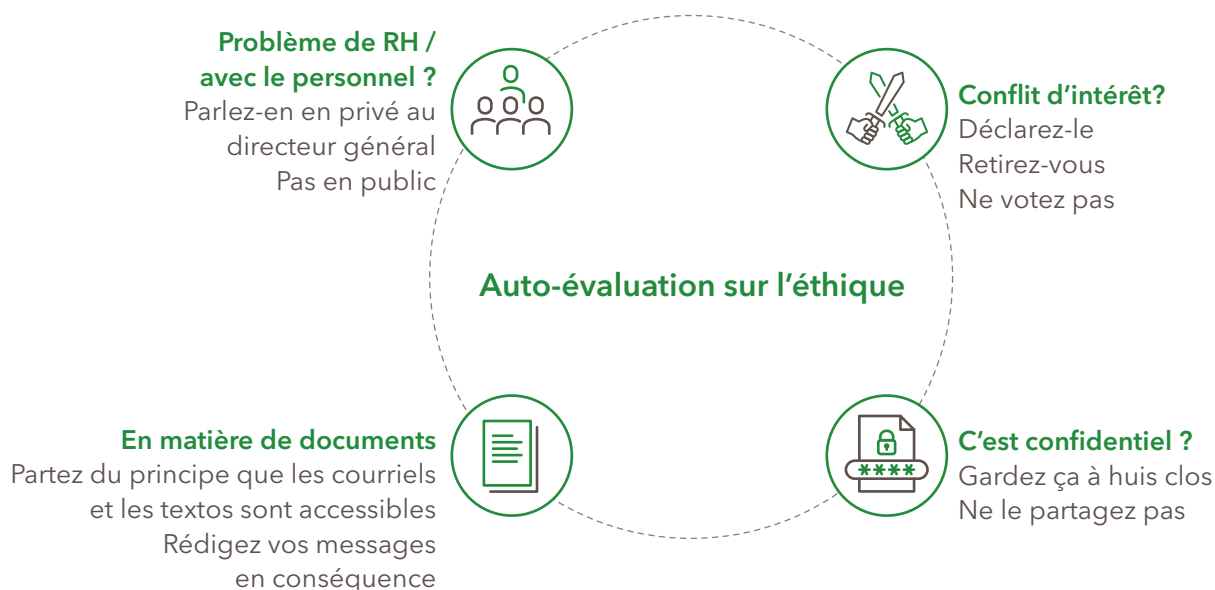 Problème de RH /
avec le personnel ?
Parlez-en en privé au
directeur général
Pas en public
Conflit d’intérêt?
Déclarez-le
Retirez-vous
Ne votez pas
Auto-évaluation sur l’éthique
En matière de documents
Partez du principe que les courriels
et les textos sont accessibles
Rédigez vos messages
en conséquence
C’est confidentiel ?
****
Gardez ça à huis clos
Ne le partagez pas